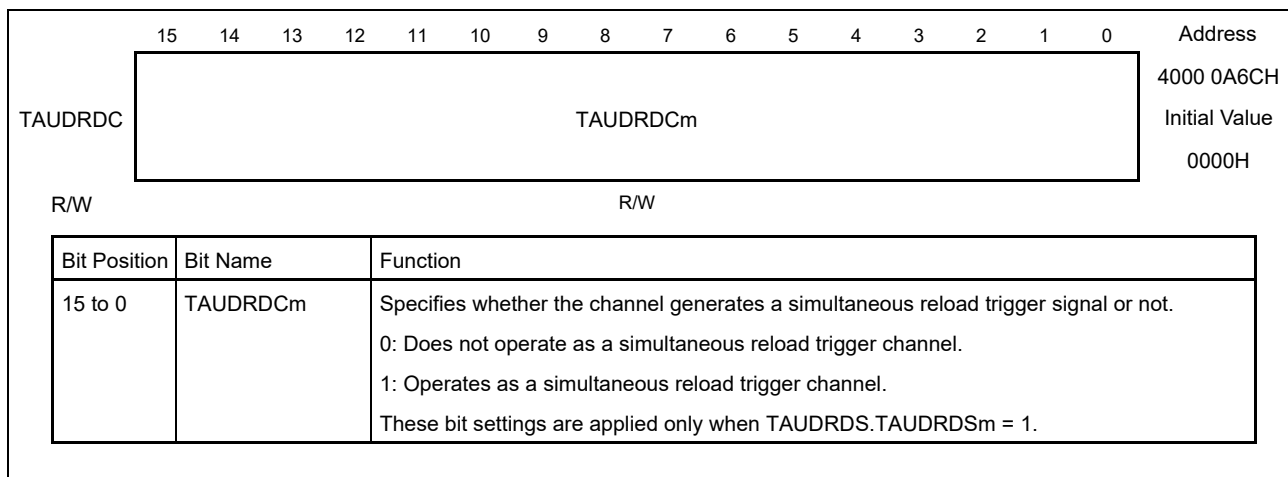 15 14 13 12 11 10 9 8 7 6 5 4 3 2 1 0 Address
4000 0A6CH
TAUDRDC TAUDRDCm Initial Value
0000H
R/W R/W
Bit Position Bit Name Function
15 to 0 TAUDRDCm Specifies whether the channel generates a simultaneous reload trigger signal or not.
0: Does not operate as a simultaneous reload trigger channel.
1: Operates as a simultaneous reload trigger channel.
These bit settings are applied only when TAUDRDS.TAUDRDSm = 1.